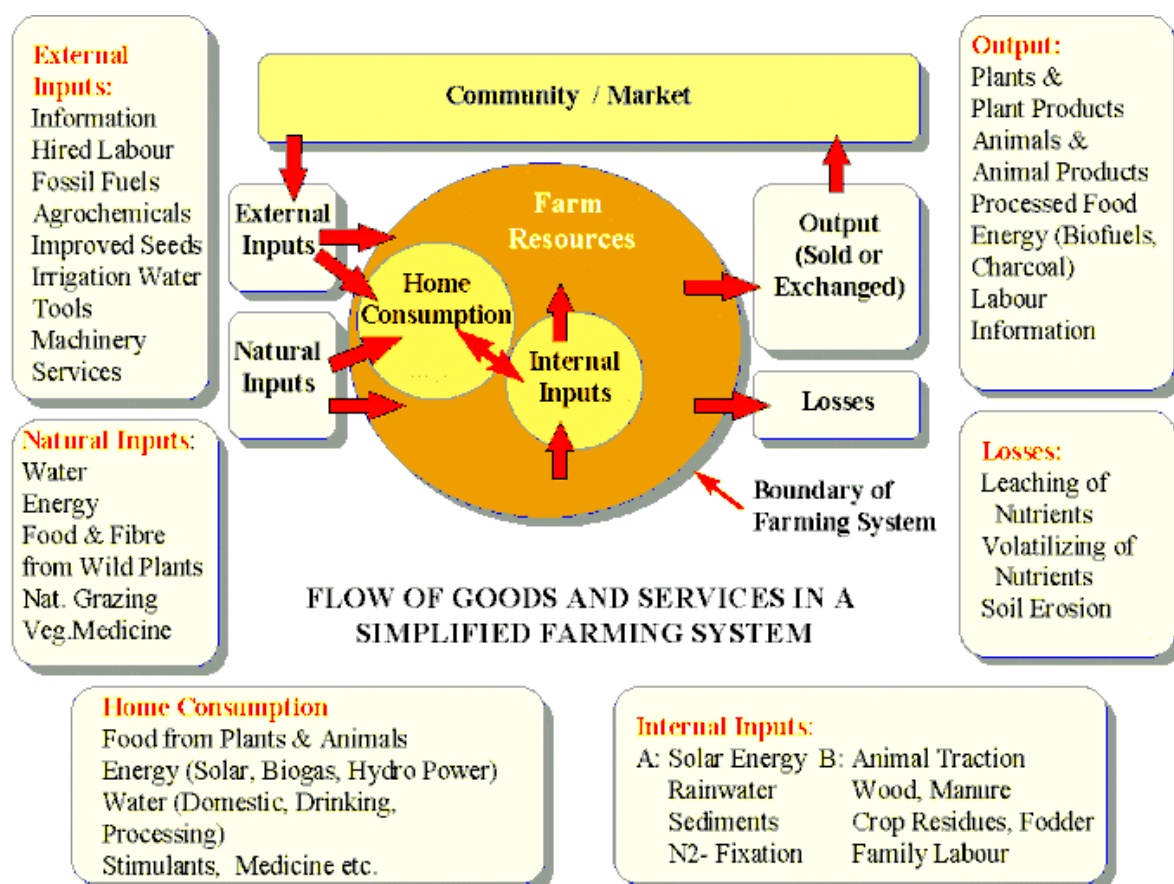 External
Inputs:
Information
Hired Labour
Fossil Fuels
Agrochemicals
Improved Seeds
Irrigation Water
Tools
Machinery
Services
Natural Inputs:
Water
Energy
Food & Fibre
from Wild Plants
Nat. Grazing
Veg.Medicine
Community / Market
External
Inputs
Natural
Inputs
Farm
Resources
Home
Consumption
Internal
Inputs
Output
(Sold or
Exchanged)
Losses
Boundary of
Farming System
FLOW OF GOODS AND SERVICES IN A
SIMPLIFIED FARMING SYSTEM
Output:
Plants &
Plant Products
Animals &
Animal Products
Processed Food
Energy (Biofuels,
Charcoal)
Labour
Information
Losses:
Leaching of
Nutrients
Volatilizing of
Nutrients
Soil Erosion
Home Consumption
Food from Plants & Animals
Energy (Solar, Biogas, Hydro Power)
Water (Domestic, Drinking,
Processing)
Stimulants, Medicine etc.
Internal Inputs:
A: Solar Energy B: Animal Traction
Rainwater Wood, Manure
Sediments Crop Residues, Fodder
N2- Fixation Family Labour